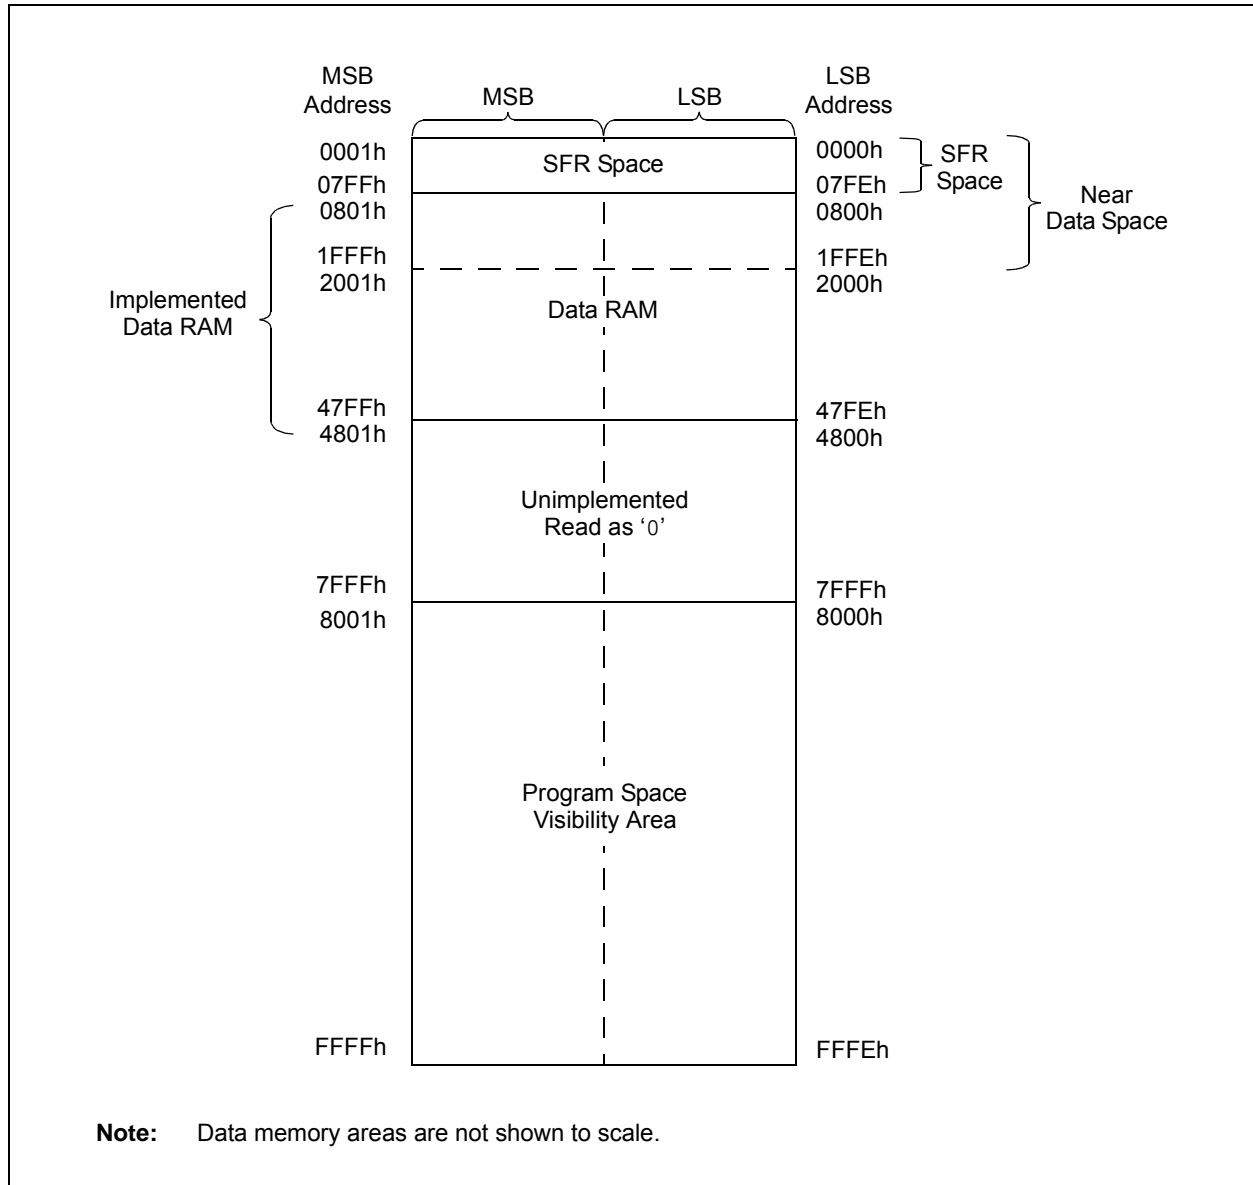 MSB
Address
MSB
LSB
LSB
Address
0001h
SFR Space
0000h
SFR
Space
07FFh
07FEh
0801h
0800h
Near
Data Space
1FFFh
1FFEh
2001h
2000h
Implemented
Data RAM
Data RAM
47FFh
47FEh
4801h
4800h
Unimplemented
Read as ‘0’
7FFFh
7FFFh
8001h
8000h
Program Space
Visibility Area
FFFFh
FFFEh
Note: Data memory areas are not shown to scale.